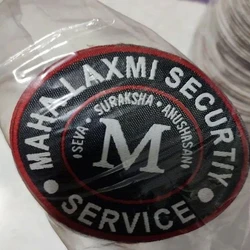 MAHALAXMI SECURTIY
SEVA · SURAKSHA · ANUSHASAN
M
· SERVICE ·